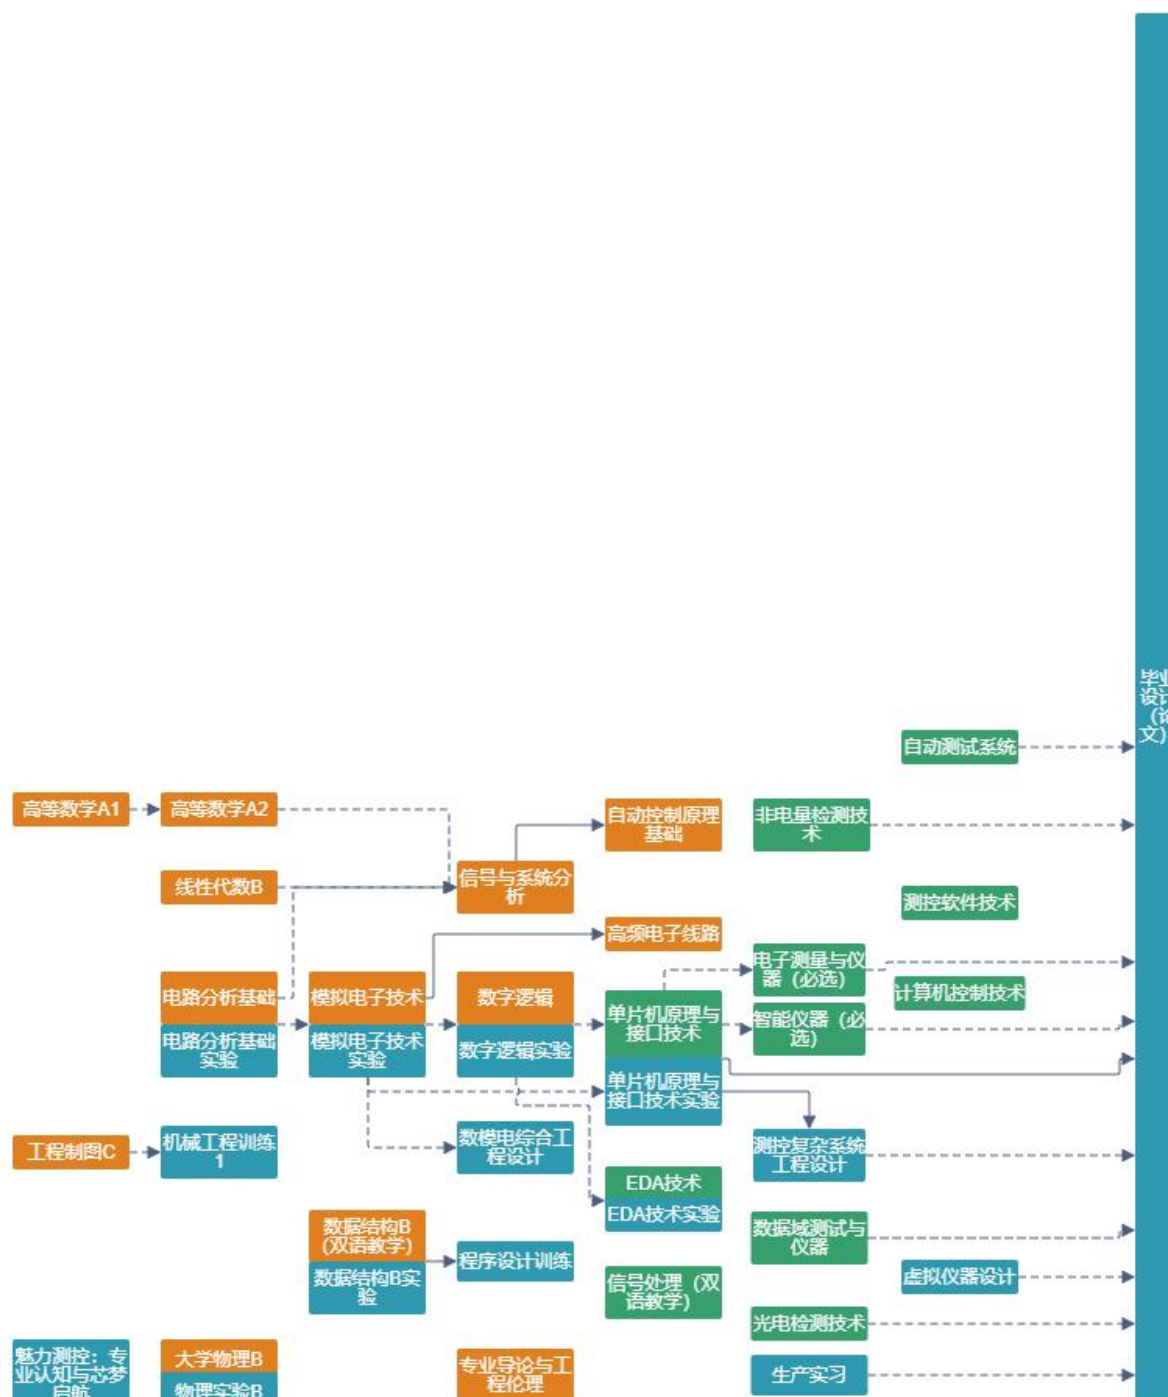 毕业
设计
（论
文）
自动测试系统
高等数学A1
高等数学A2
自动控制原理
基础
非电量检测技
术
线性代数B
信号与系统分
析
测控软件技术
高频电子线路
电子测量与仪
器（必选）
计算机控制技术
电路分析基础
模拟电子技术
数字逻辑
单片机原理与
接口技术
智能仪器（必
选）
电路分析基础
实验
模拟电子技术
实验
数字逻辑实验
单片机原理与
接口技术实验
工程制图C
机械工程训练
1
数模电综合工
程设计
测控复杂系统
工程设计
EDA技术
EDA技术实验
数据结构B
（双语教学）
数据结构B实
验
程序设计训练
数据域测试与
仪器
信号处理（双
语教学）
虚拟仪器设计
光电检测技术
魅力测控：专
业认知与芯梦
启航
大学物理B
物理实验B
专业导论与工
程伦理
生产实习